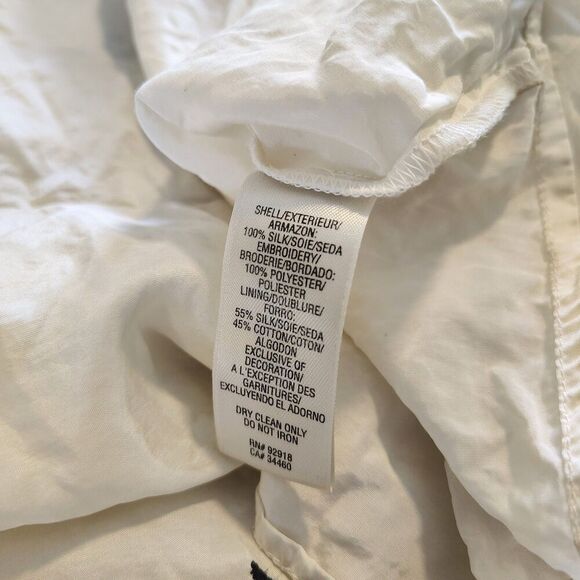 SHELL/EXTERIEUR/
ARMAZON:
100% SILK/SOIE/SEDA
EMBROIDERY/
BRODERIE/BORDADO:
100% POLYESTER/
POLIESTER
LINING/DOUBLURE/
FORRO:
55% SILK/SOIE/SEDA
45% COTTON/COTON/
ALGODON
EXCLUSIVE OF
DECORATION/
A L'EXCEPTION DES
GARNITURES/
EXCLUYENDO EL ADORNO
DRY CLEAN ONLY
DO NOT IRON
RN# 92918
CA# 34460